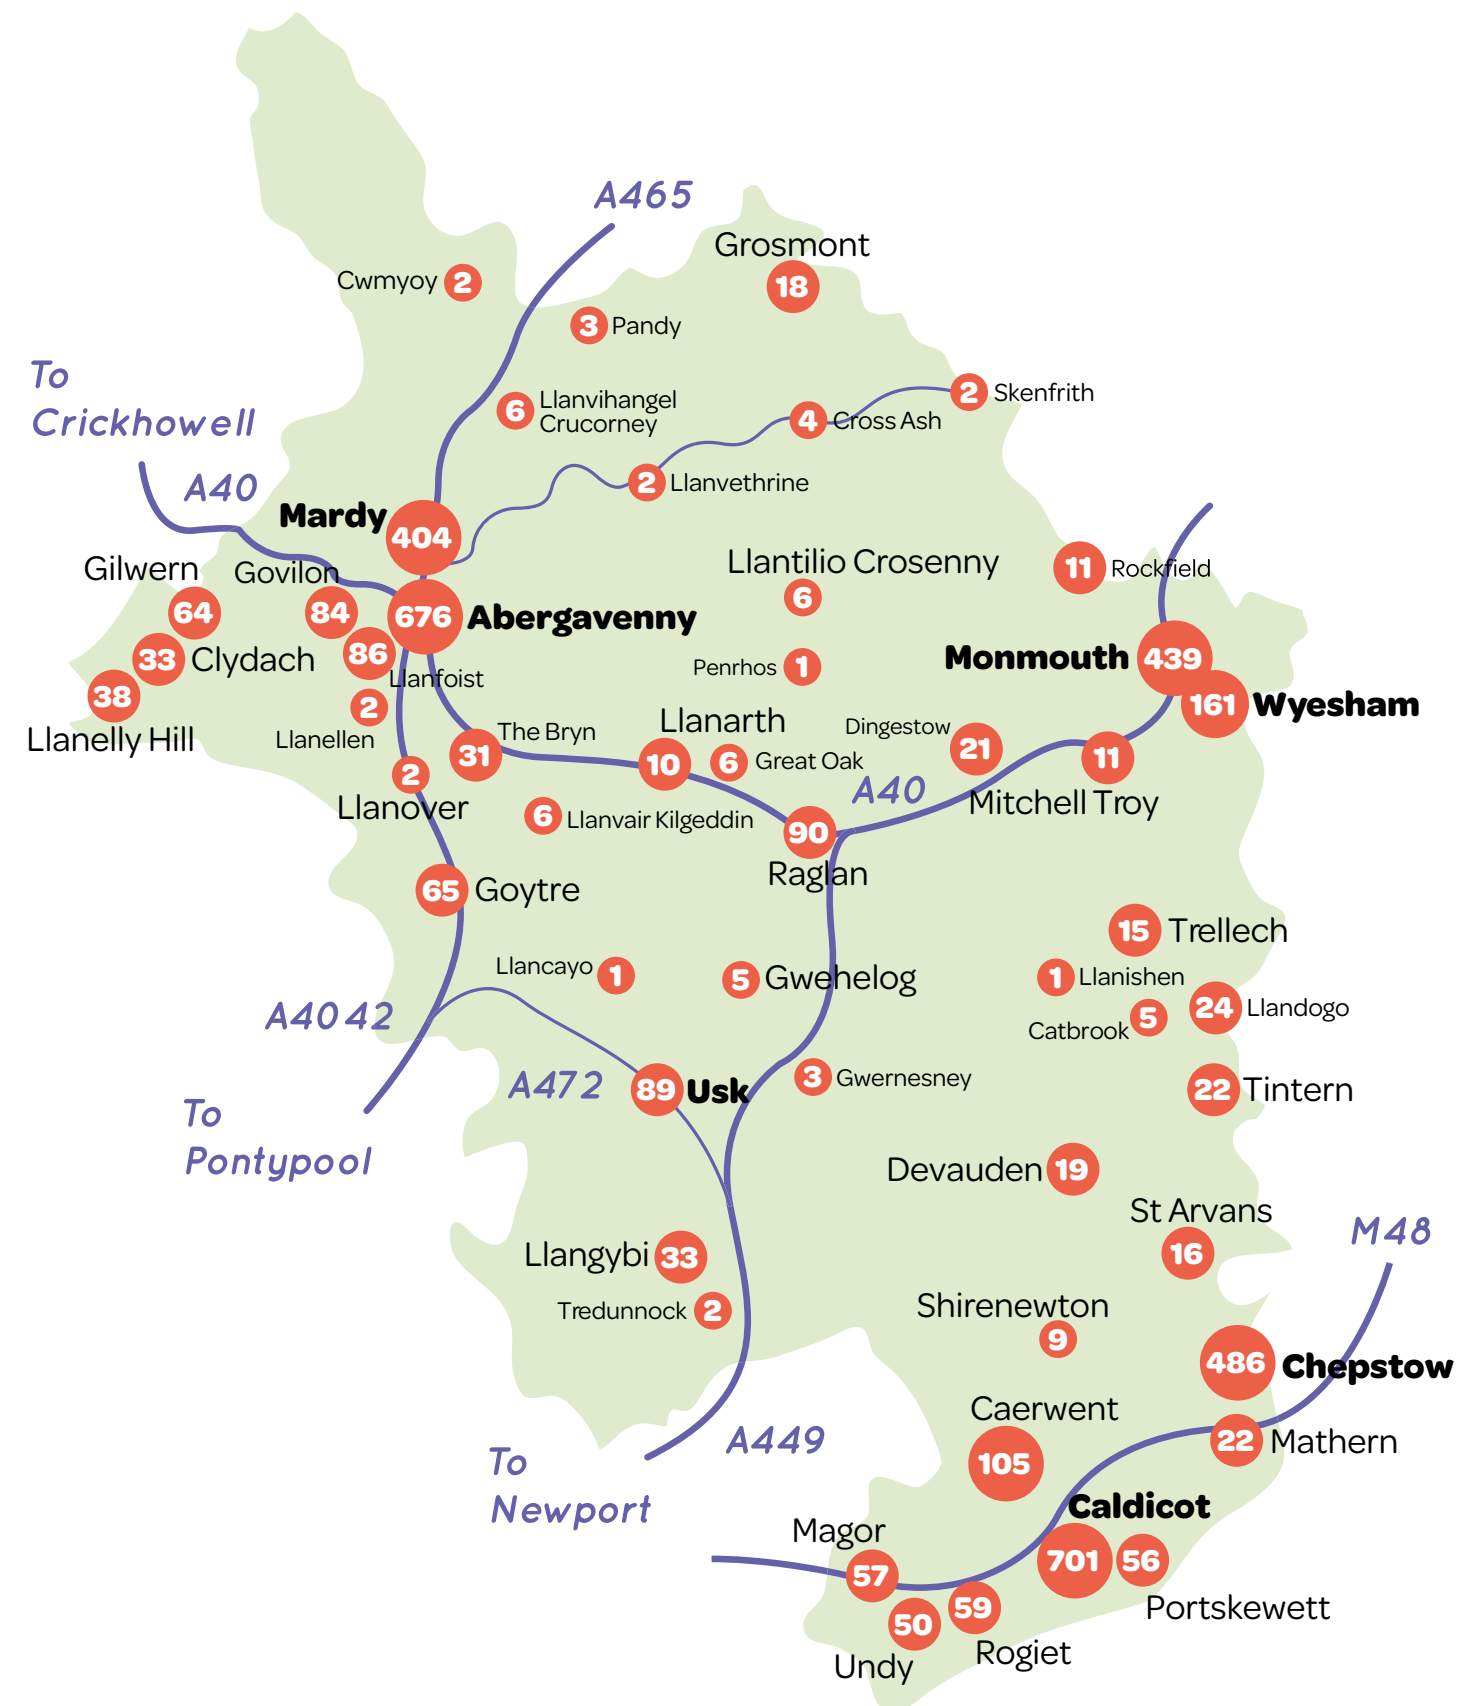 A465
Grosmont
18
Cwmyoy 2
3 Pandy
To
Crickhowell
6 Llanvihangel
Crucorney
2 Skenfrith
4 Cross Ash
A40
2 Llanvethrine
Mardy
404
Gilwern
Govilon
Llantilio Crosenny
11 Rockfield
64
84
676 Abergavenny
6
33 Clydach
86
Llanfoist
Penrhos 1
Monmouth 439
38
Llanelly Hill
2
Llanellen
161 Wyesham
The Bryn
31
Llanarth
10
6 Great Oak
Dingestow
21
11
Mitchell Troy
2
Llanover
A40
6 Llanvair Kilgeddin
90
Raglan
65 Goytre
15 Trellech
Llancayo 1
5 Gwehelog
1 Llanishen
24 Llandogo
Catbrook 5
A4042
A472
89 Usk
3 Gwernesney
22 Tintern
To
Pontypool
Devauden 19
St Arvans
16
M48
Llangybi 33
Tredunnock 2
Shirenewton
9
486 Chepstow
Caerwent
105
22 Mathern
A449
To
Newport
Caldicot
701
56
Portskewett
Magor
57
50
Undy
59
Rogiet